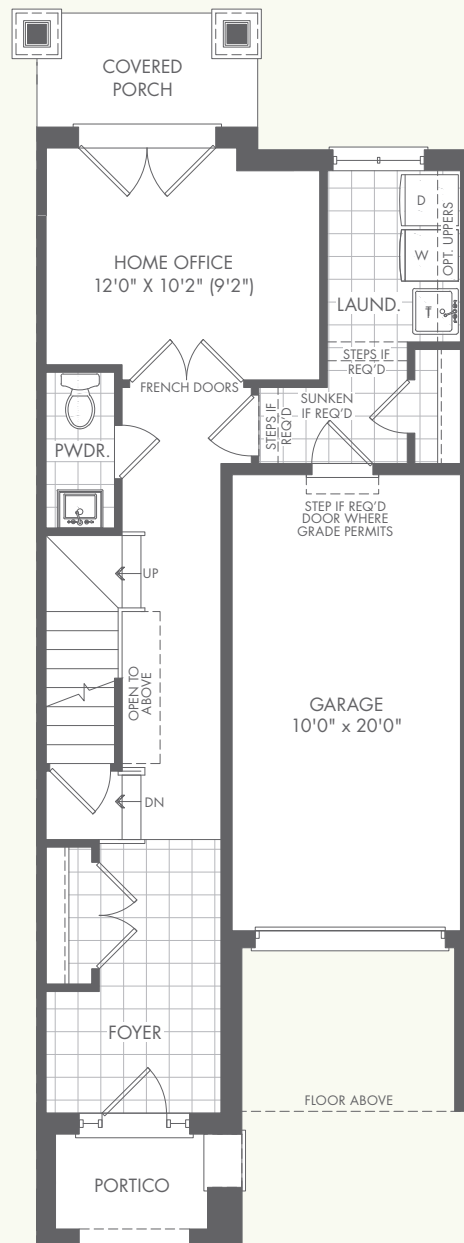 COVERED
PORCH
D
W
OPT. UPPERS
HOME OFFICE
12'0" X 10'2" (9'2")
LAUND.
T
STEPS IF
REQ'D
FRENCH DOORS
SUNKEN
IF REQ'D
STEPS IF
REQ'D
PWDR.
STEP IF REQ'D
DOOR WHERE
GRADE PERMITS
UP
OPEN TO
ABOVE
GARAGE
10'0" x 20'0"
DN
FOYER
FLOOR ABOVE
PORTICO